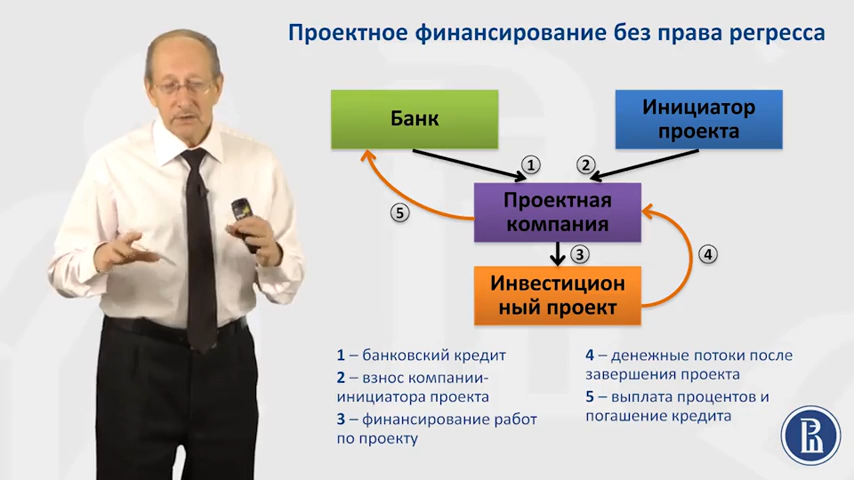 Проектное финансирование без права регресса
Банк
Инициатор
проекта
1
2
Проектная
компания
5
3
4
Инвестицион
ный проект
1 – банковский кредит
2 – взнос компании-
инициатора проекта
3 – финансирование работ
по проекту
4 – денежные потоки после
завершения проекта
5 – выплата процентов и
погашение кредита